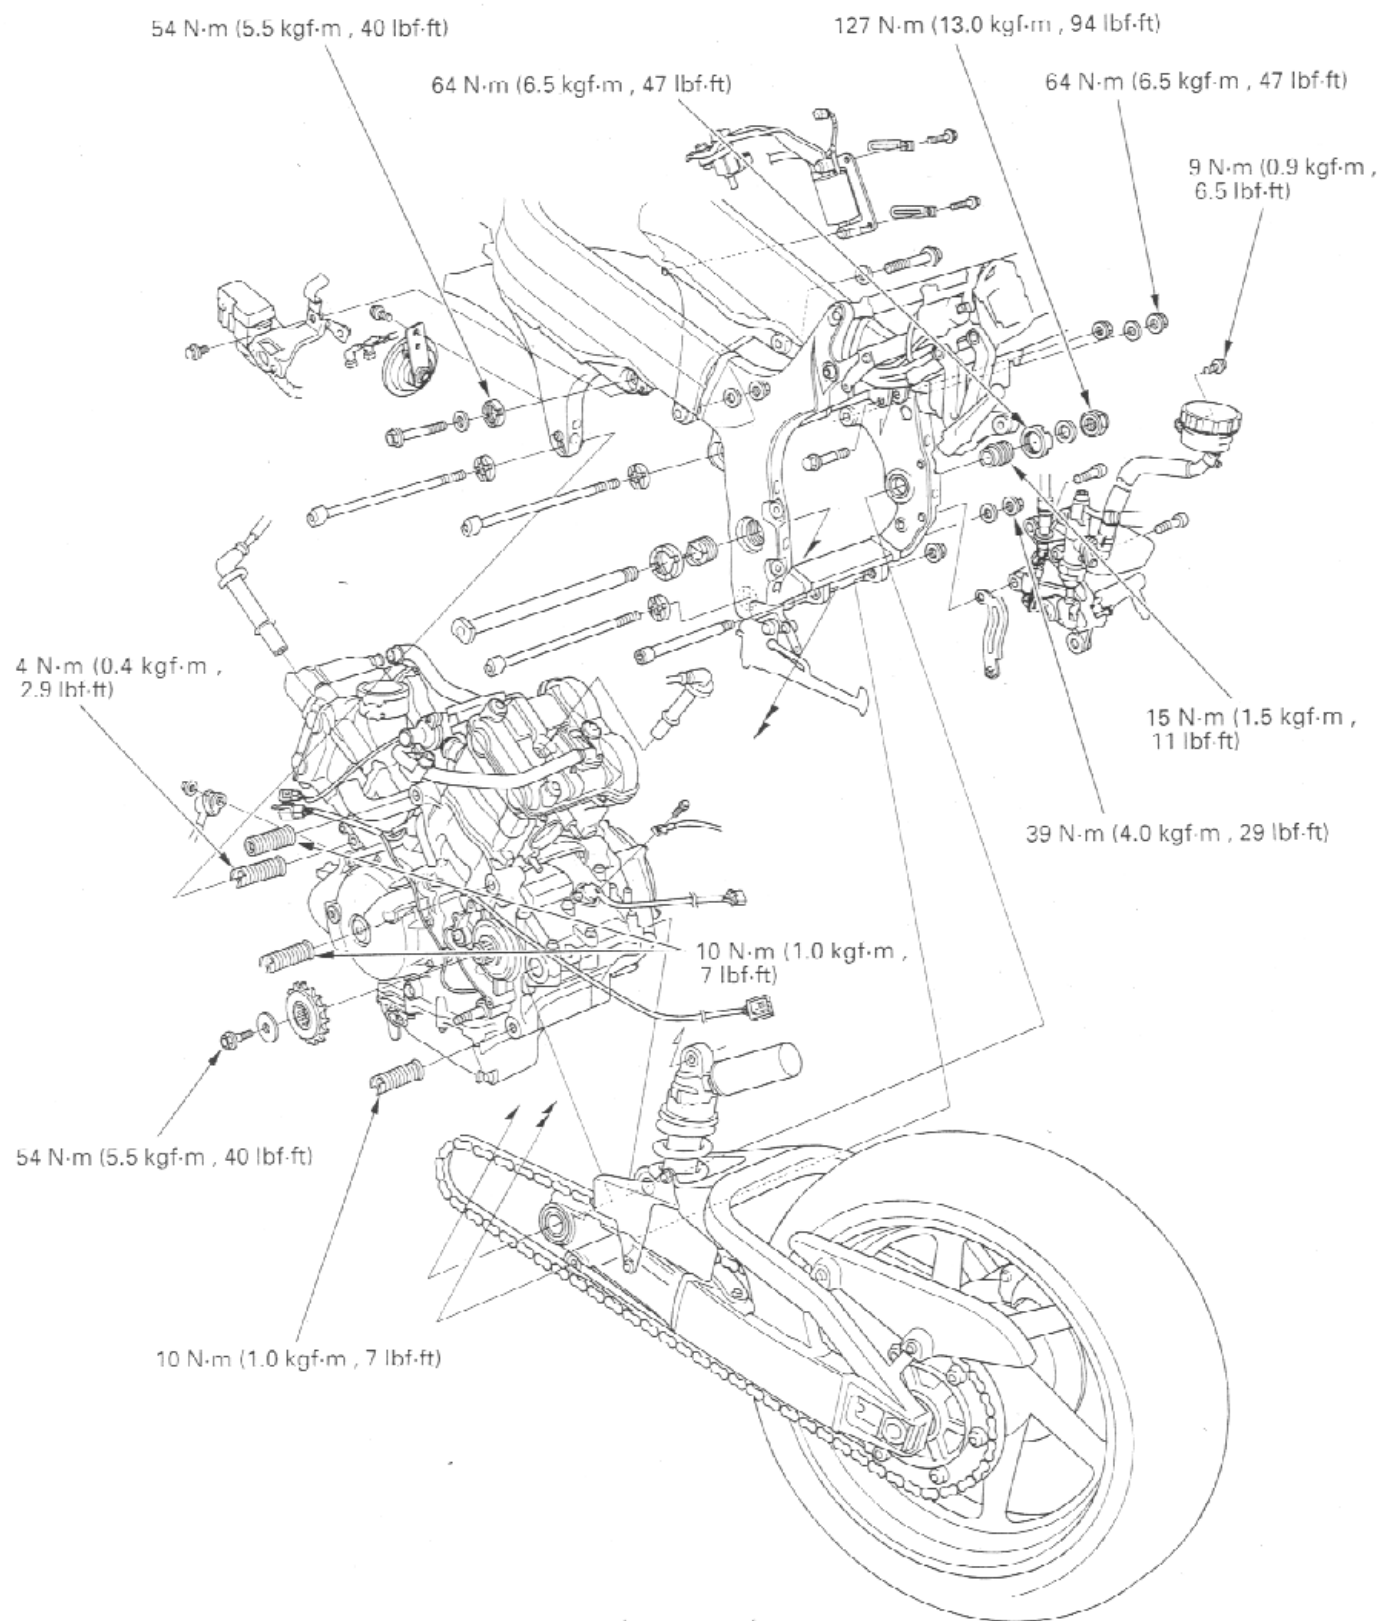 54 N·m (5.5 kgf·m , 40 lbf·ft)
127 N·m (13.0 kgf·m , 94 lbf·ft)
64 N·m (6.5 kgf·m , 47 lbf·ft)
64 N·m (6.5 kgf·m , 47 lbf·ft)
9 N·m (0.9 kgf·m ,
6.5 lbf·ft)
4 N·m (0.4 kgf·m ,
2.9 lbf·ft)
15 N·m (1.5 kgf·m ,
11 lbf·ft)
39 N·m (4.0 kgf·m , 29 lbf·ft)
10 N·m (1.0 kgf·m ,
7 lbf·ft)
54 N·m (5.5 kgf·m , 40 lbf·ft)
10 N·m (1.0 kgf·m , 7 lbf·ft)